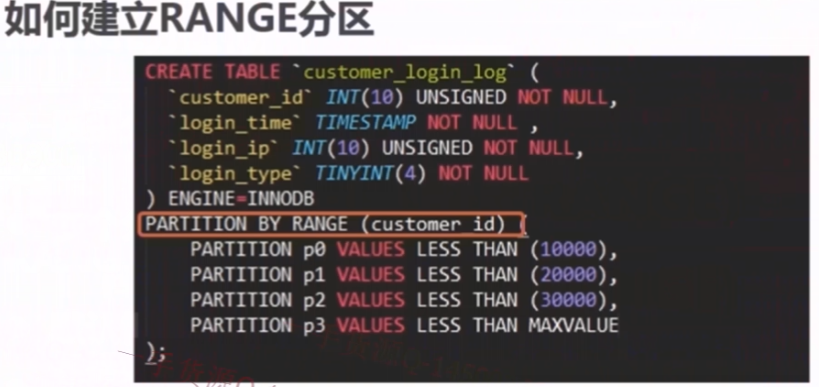 如何建立RANGE分区
CREATE TABLE `customer_login_log` (
`customer_id` INT(10) UNSIGNED NOT NULL,
`login_time` TIMESTAMP NOT NULL ,
`login_ip` INT(10) UNSIGNED NOT NULL,
`login_type` TINYINT(4) NOT NULL
) ENGINE=INNODB
PARTITION BY RANGE (customer_id) (
PARTITION p0 VALUES LESS THAN (10000),
PARTITION p1 VALUES LESS THAN (20000),
PARTITION p2 VALUES LESS THAN (30000),
PARTITION p3 VALUES LESS THAN MAXVALUE
);